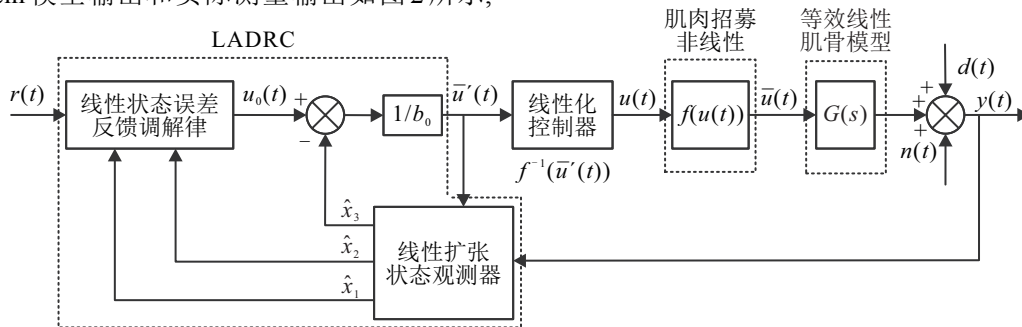 模型输出和实际测量输出如图2所示;
LADRC
肌肉招募
非线性
等效线性
肌骨模型
r(t)
线性状态误差
反馈调解律
u₀(t)
+
−
1/b₀
ū′(t)
线性化
控制器
f⁻¹(ū′(t))
u(t)
f(u(t))
ū(t)
G(s)
d(t)
+
+
+
n(t)
y(t)
x̂₃
x̂₂
x̂₁
线性扩张
状态观测器